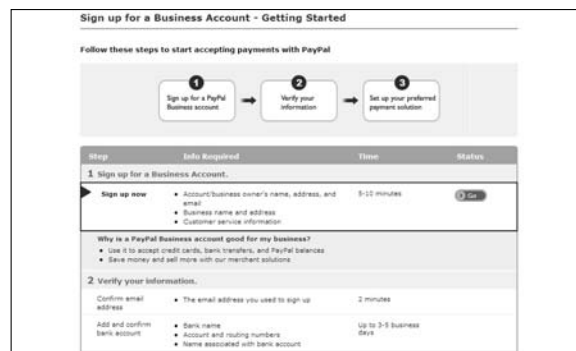 Sign up for a Business Account - Getting Started
Follow these steps to start accepting payments with PayPal
1
Sign up for a PayPal
Business account
2
Verify your
information
3
Set up your preferred
payment solution
Step Info Required Time Status
1 Sign up for a Business Account.
Sign up now • Account/business owner's name, address, and 5-10 minutes Go
email
• Business name and address
• Customer service information
Why is a PayPal Business account good for my business?
• Use it to accept credit cards, bank transfers, and PayPal balances
• Save money and sell more with our merchant solutions
2 Verify your information.
Confirm email • The email address you used to sign up 2 minutes
address
Add and confirm • Bank name Up to 3-5 business
bank account • Account and routing numbers days
• Name associated with bank account